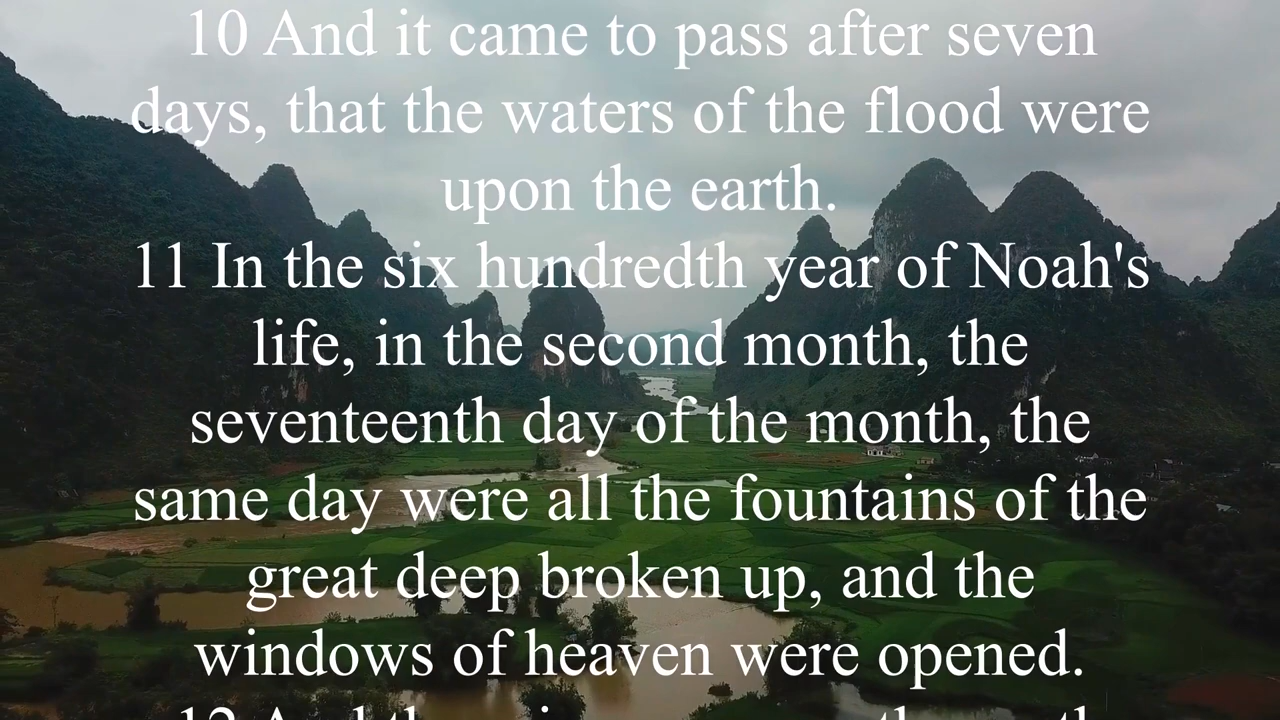 10 And it came to pass after seven
days, that the waters of the flood were
upon the earth.
11 In the six hundredth year of Noah's
life, in the second month, the
seventeenth day of the month, the
same day were all the fountains of the
great deep broken up, and the
windows of heaven were opened.
12 And the